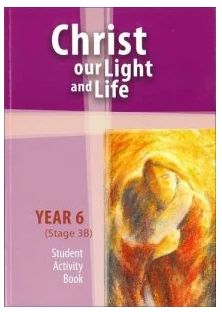 Christ
our Light
and Life
YEAR 6
(Stage 3B)
Student
Activity
Book